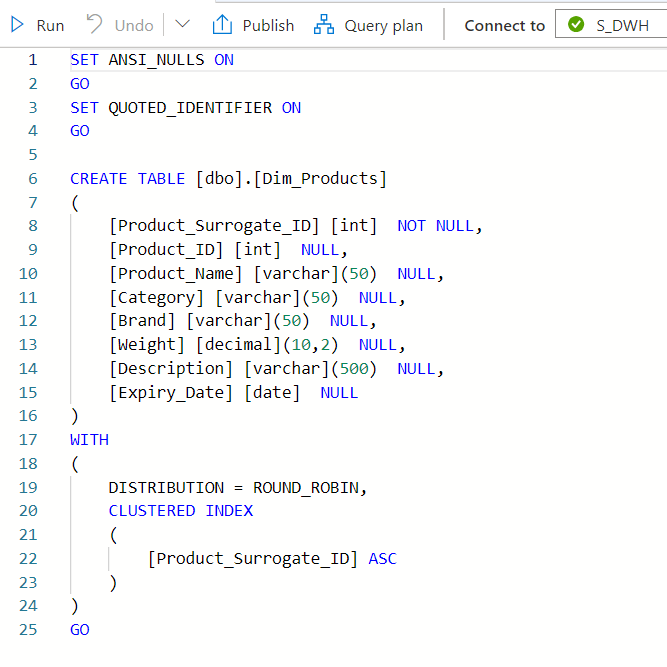 Run Undo Publish Query plan Connect to S_DWH
1 SET ANSI_NULLS ON
2 GO
3 SET QUOTED_IDENTIFIER ON
4 GO
5
6 CREATE TABLE [dbo].[Dim_Products]
7 (
8 [Product_Surrogate_ID] [int]  NOT NULL,
9 [Product_ID] [int]  NULL,
10 [Product_Name] [varchar](50)  NULL,
11 [Category] [varchar](50)  NULL,
12 [Brand] [varchar](50)  NULL,
13 [Weight] [decimal](10,2)  NULL,
14 [Description] [varchar](500)  NULL,
15 [Expiry_Date] [date]  NULL
16 )
17 WITH
18 (
19 DISTRIBUTION = ROUND_ROBIN,
20 CLUSTERED INDEX
21 (
22 [Product_Surrogate_ID] ASC
23 )
24 )
25 GO